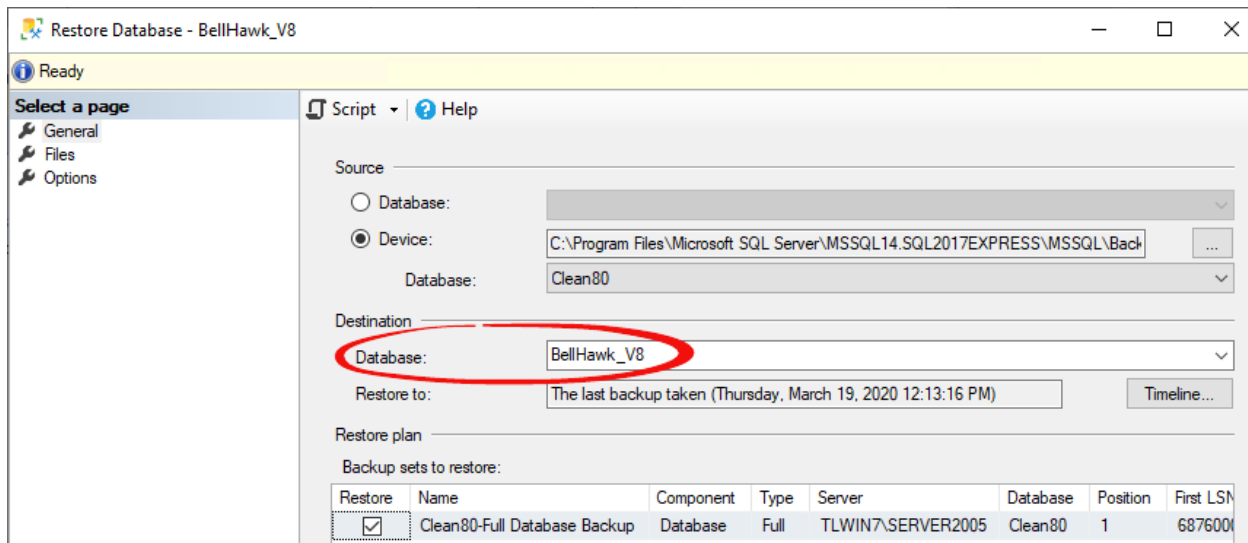 Restore Database - BellHawk_V8
Ready
Select a page
General
Files
Options
Script Help
Source
Database:
Device: C:\Program Files\Microsoft SQL Server\MSSQL14.SQL2017EXPRESS\MSSQL\Back ...
Database: Clean80
Destination
Database: BellHawk_V8
Restore to: The last backup taken (Thursday, March 19, 2020 12:13:16 PM) Timeline...
Restore plan
Backup sets to restore:
Restore Name Component Type Server Database Position First LSN
Clean80-Full Database Backup Database Full TLWIN7\SERVER2005 Clean80 1 6876000